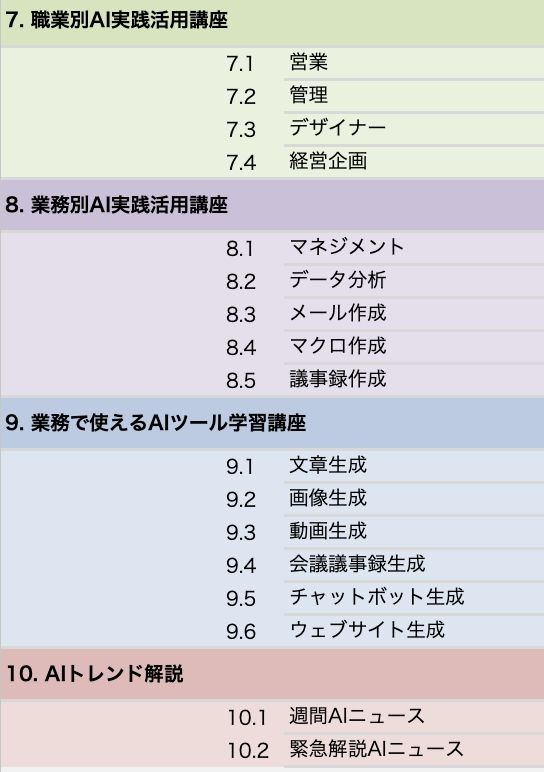 7. 職業別AI実践活用講座
7.1 営業
7.2 管理
7.3 デザイナー
7.4 経営企画
8. 業務別AI実践活用講座
8.1 マネジメント
8.2 データ分析
8.3 メール作成
8.4 マクロ作成
8.5 議事録作成
9. 業務で使えるAIツール学習講座
9.1 文章生成
9.2 画像生成
9.3 動画生成
9.4 会議議事録生成
9.5 チャットボット生成
9.6 ウェブサイト生成
10. AIトレンド解説
10.1 週間AIニュース
10.2 緊急解説AIニュース